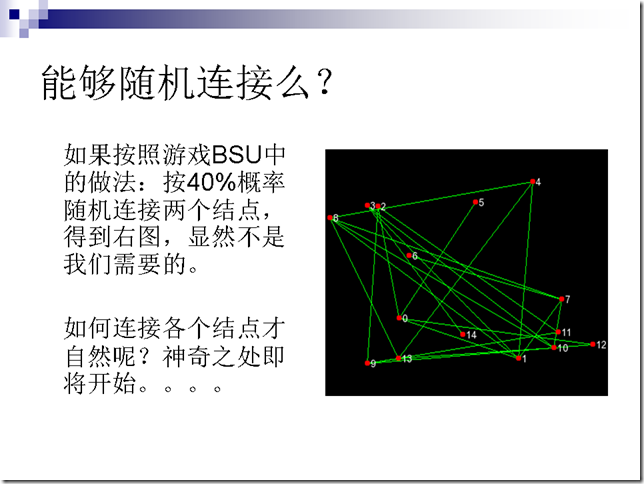 能够随机连接么？
如果按照游戏BSU中
的做法：按40%概率
随机连接两个结点，
得到右图，显然不是
我们需要的。
如何连接各个结点才
自然呢？神奇之处即
将开始。。。。
4
3
2
5
8
6
7
0
11
14
12
10
9
13
1